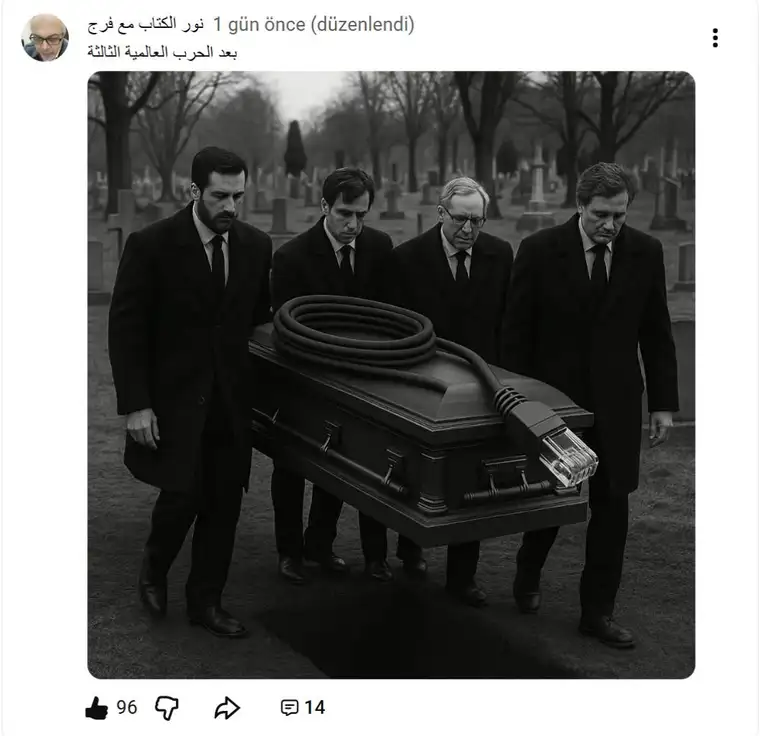 نور الكتاب مع فرج 1 gün önce (düzenlendi)
بعد الحرب العالمية الثالثة
96 14